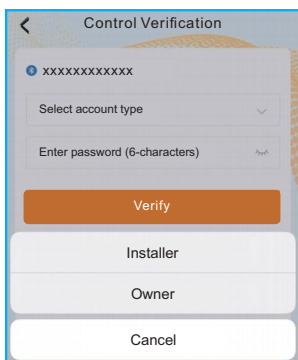 Control Verification
xxxxxxxxxxxx
Select account type
Enter password (6-characters)
Verify
Installer
Owner
Cancel